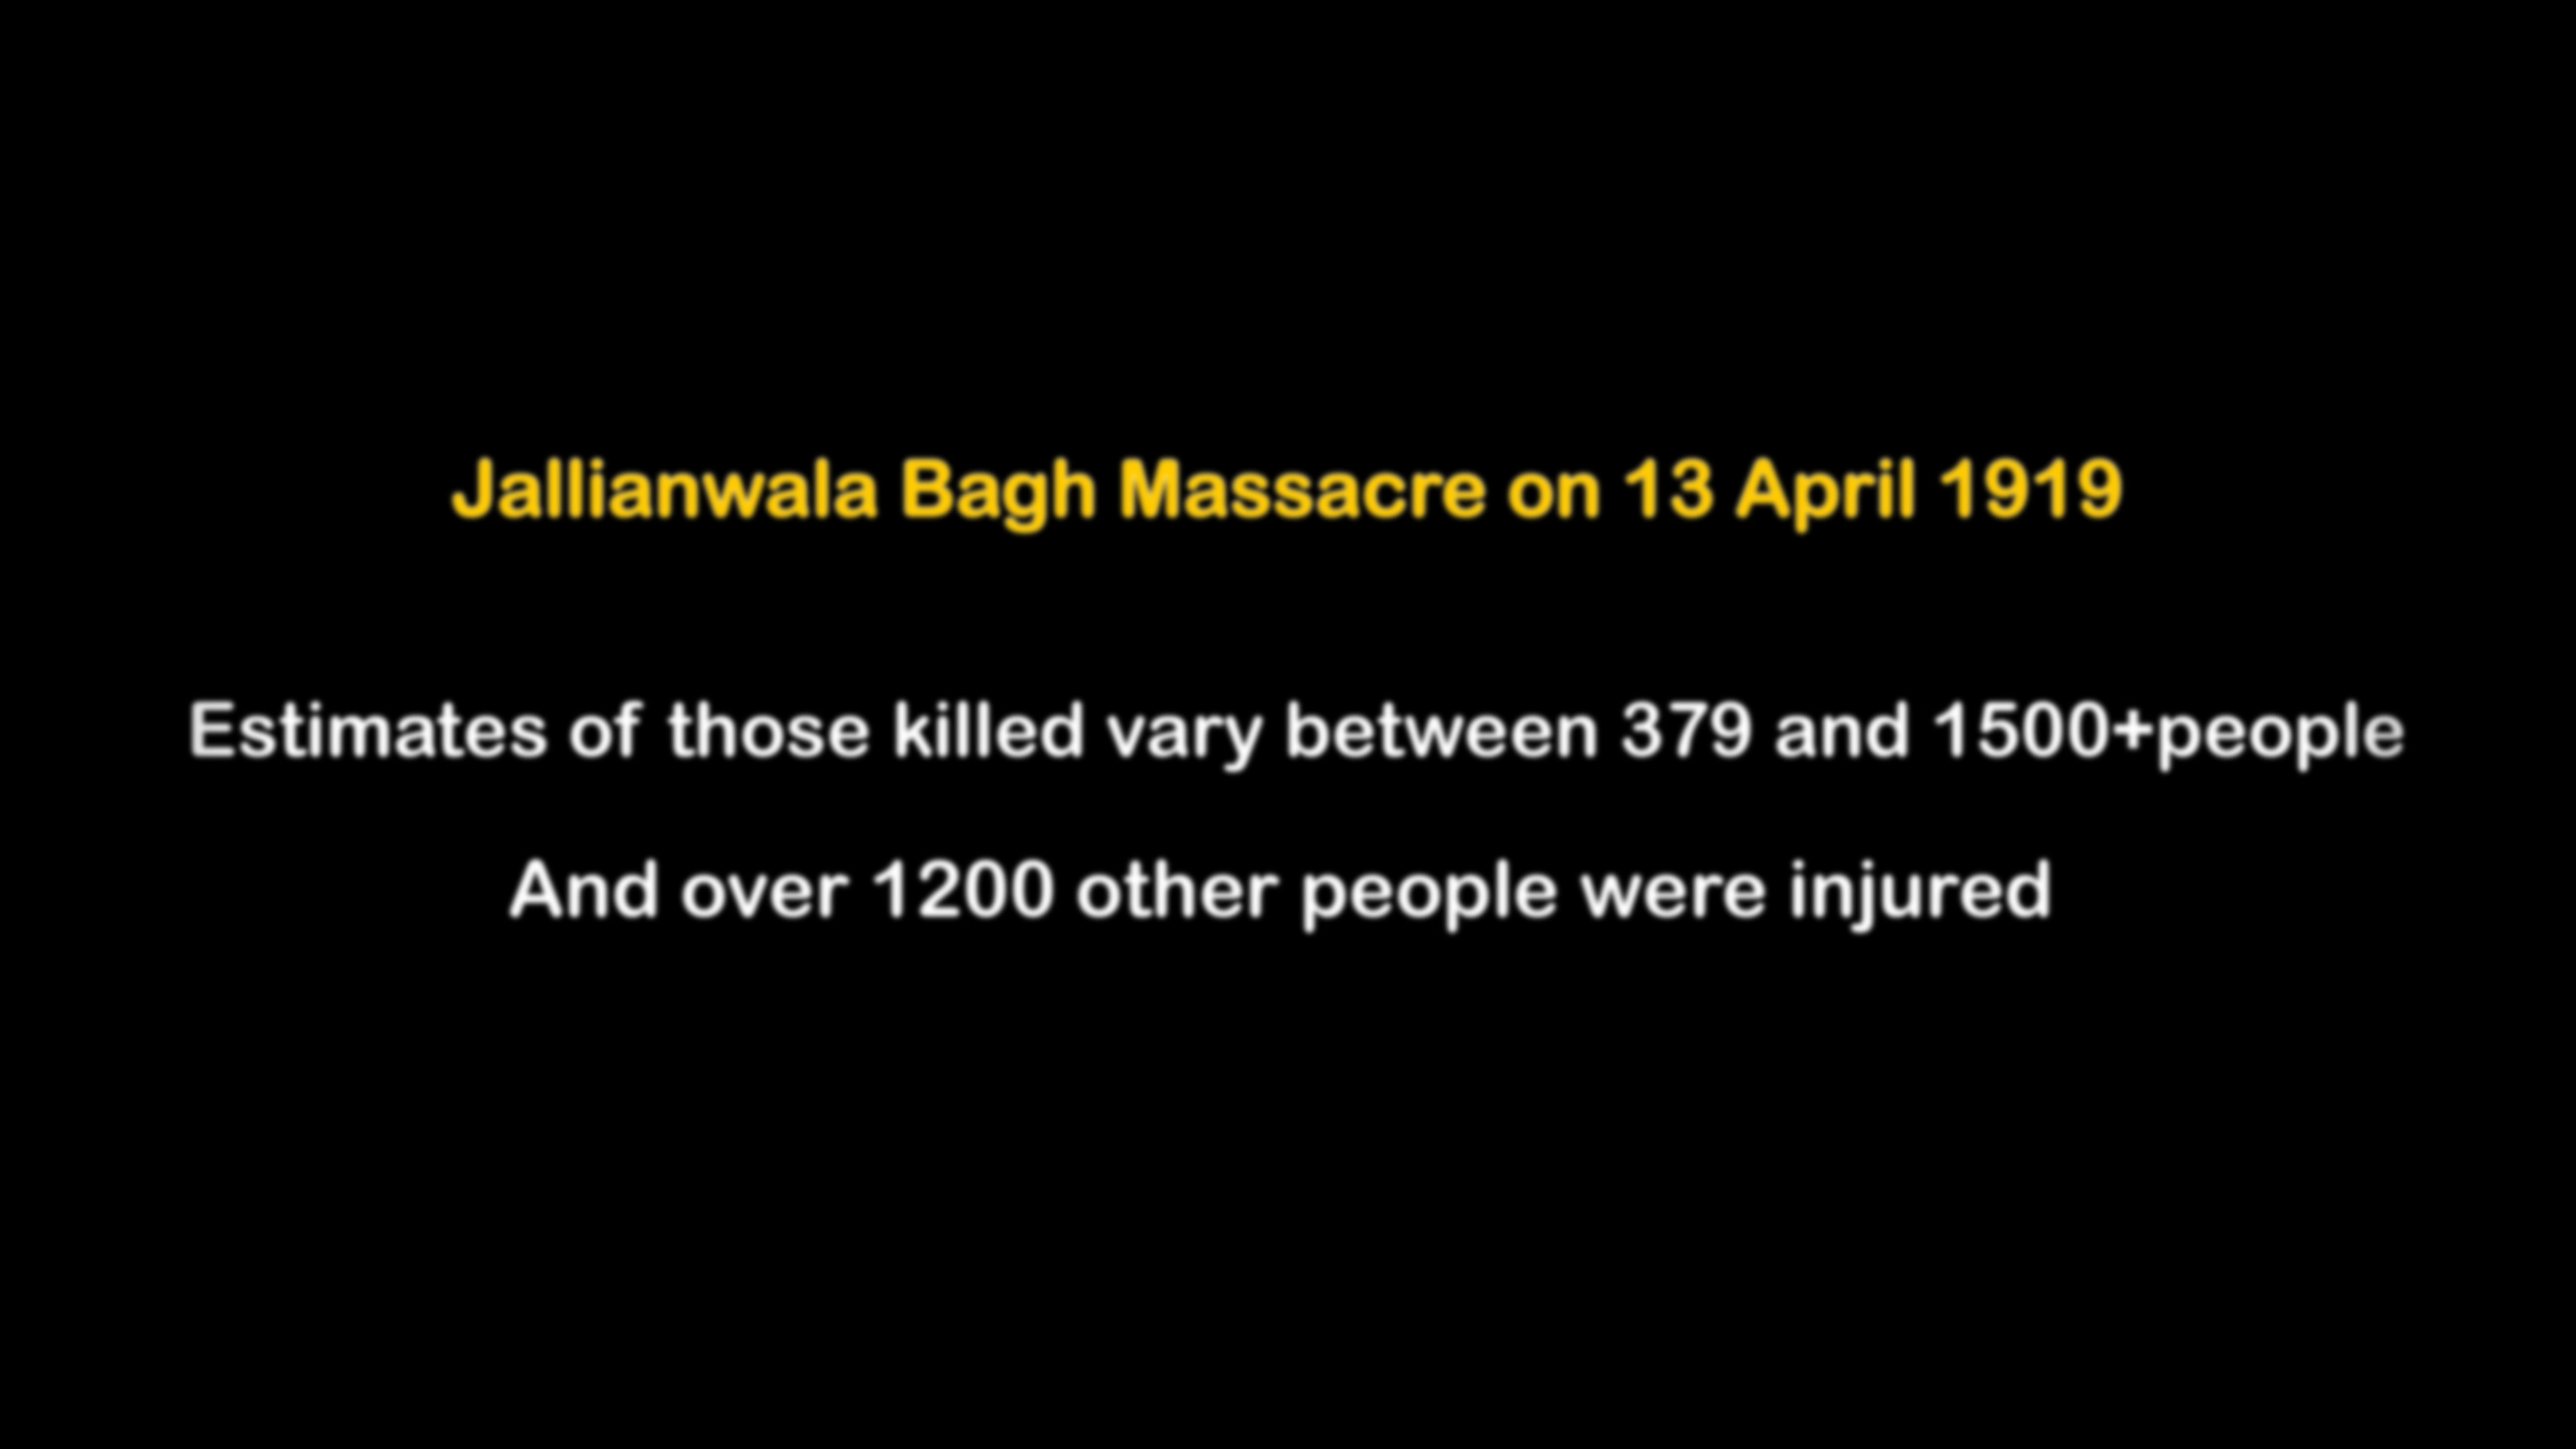 Jallianwala Bagh Massacre on 13 April 1919
Estimates of those killed vary between 379 and 1500+people
And over 1200 other people were injured